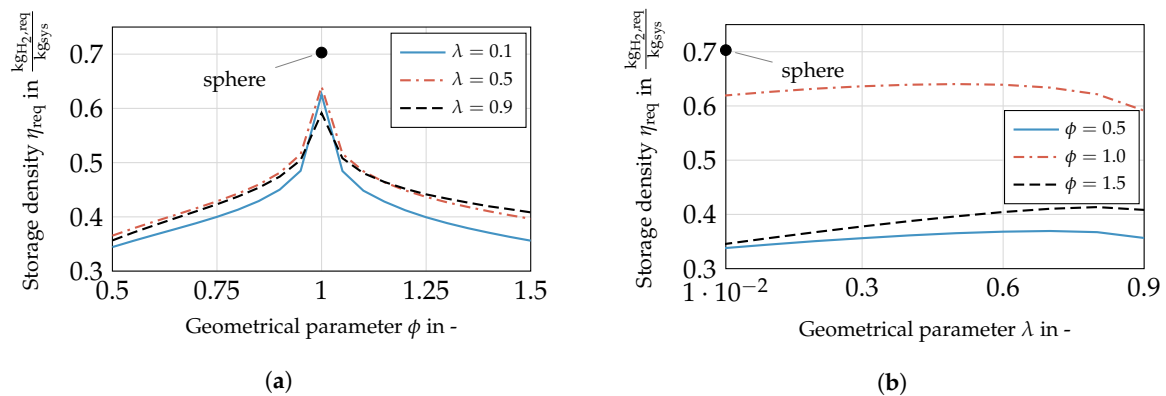 Storage density η_req in kg_H₂,req / kg_sys
0.7
0.6
0.5
0.4
0.3
0.5
0.75
1
1.25
1.5
sphere
λ = 0.1
λ = 0.5
λ = 0.9
Geometrical parameter ϕ in -
(a)
Storage density η_req in kg_H₂,req / kg_sys
0.7
0.6
0.5
0.4
0.3
1 · 10⁻²
0.3
0.6
0.9
sphere
ϕ = 0.5
ϕ = 1.0
ϕ = 1.5
Geometrical parameter λ in -
(b)